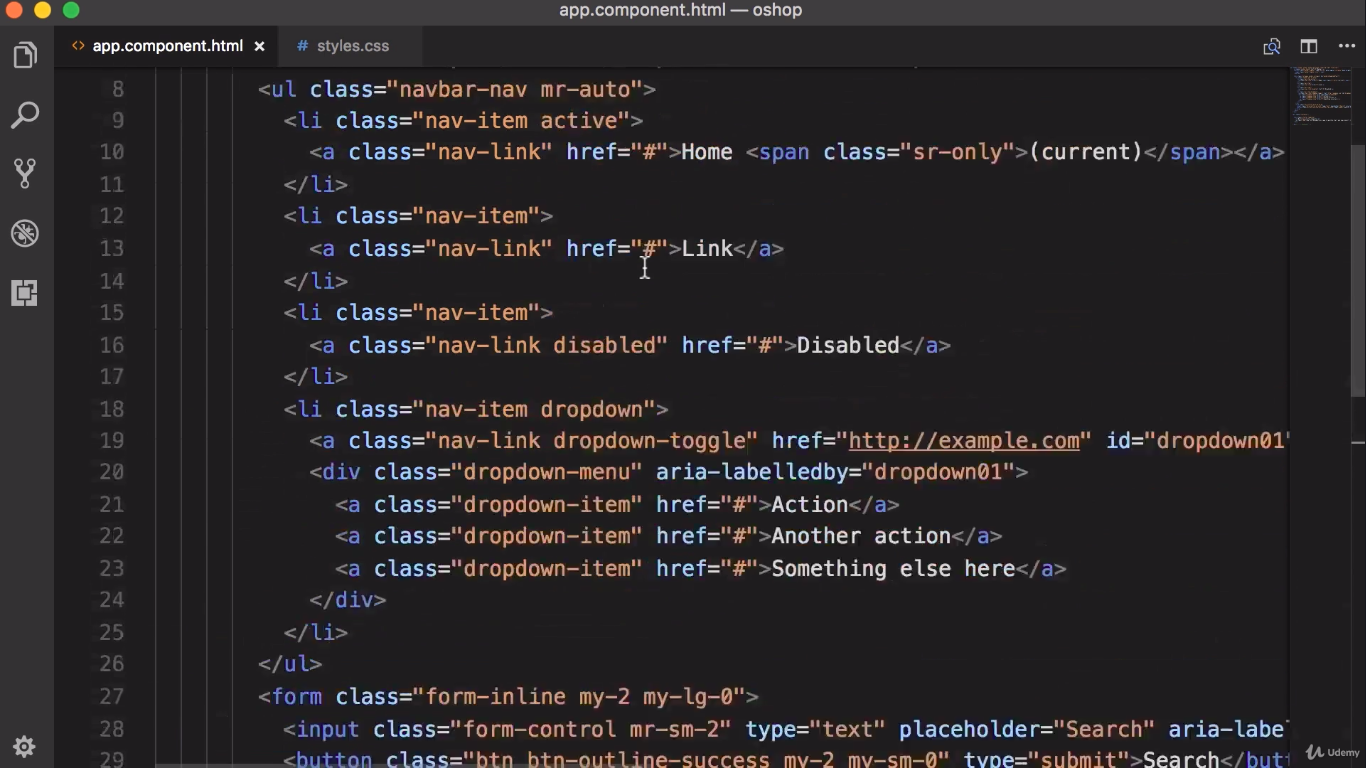 app.component.html — oshop
<> app.component.html × # styles.css
8 <ul class="navbar-nav mr-auto">
9 <li class="nav-item active">
10 <a class="nav-link" href="#">Home <span class="sr-only">(current)</span></a>
11 </li>
12 <li class="nav-item">
13 <a class="nav-link" href="#">Link</a>
14 </li>
15 <li class="nav-item">
16 <a class="nav-link disabled" href="#">Disabled</a>
17 </li>
18 <li class="nav-item dropdown">
19 <a class="nav-link dropdown-toggle" href="http://example.com" id="dropdown01"
20 <div class="dropdown-menu" aria-labelledby="dropdown01">
21 <a class="dropdown-item" href="#">Action</a>
22 <a class="dropdown-item" href="#">Another action</a>
23 <a class="dropdown-item" href="#">Something else here</a>
24 </div>
25 </li>
26 </ul>
27 <form class="form-inline my-2 my-lg-0">
28 <input class="form-control mr-sm-2" type="text" placeholder="Search" aria-labe
29 <button class="btn btn-outline-success my-2 my-sm-0" type="submit">Search</butt
Udemy